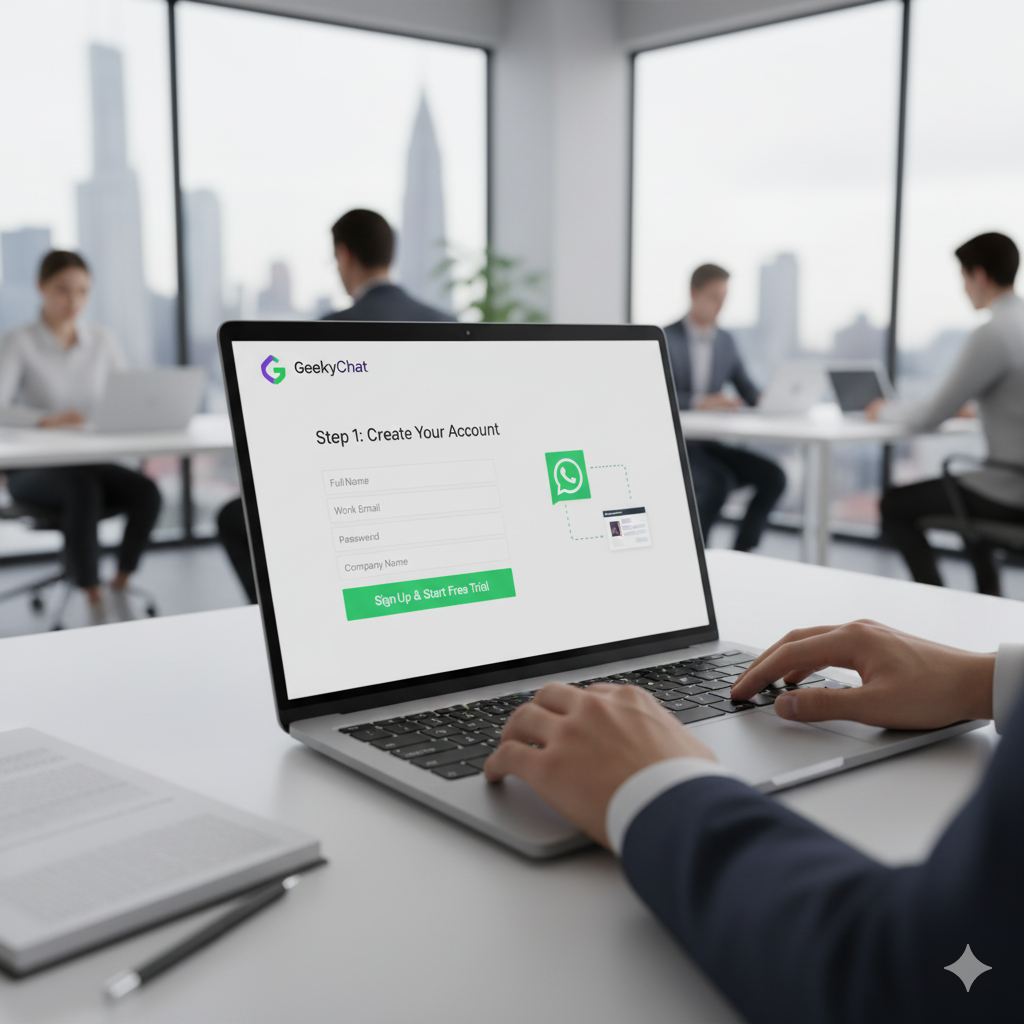 GeekyChat
Step 1: Create Your Account
Full Name
Work Email
Password
Company Name
Sign Up & Start Free Trial